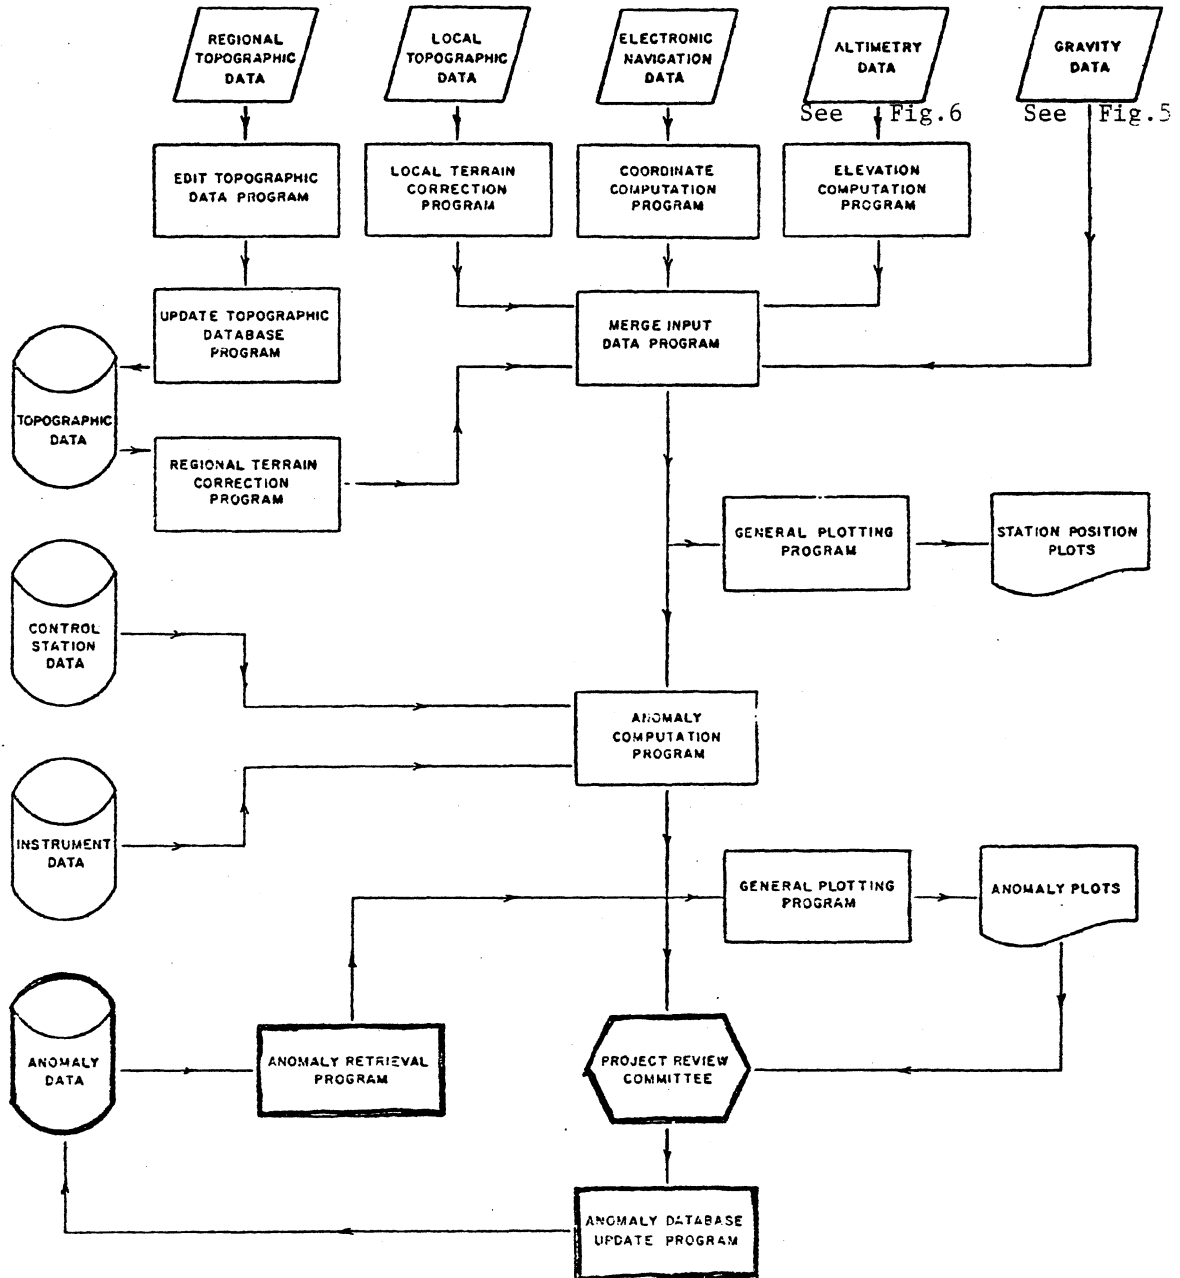 REGIONAL
TOPOGRAPHIC
DATA
LOCAL
TOPOGRAPHIC
DATA
ELECTRONIC
NAVIGATION
DATA
ALTIMETRY
DATA
GRAVITY
DATA
See Fig.6
See Fig.5
EDIT TOPOGRAPHIC
DATA PROGRAM
LOCAL TERRAIN
CORRECTION
PROGRAM
COORDINATE
COMPUTATION
PROGRAM
ELEVATION
COMPUTATION
PROGRAM
UPDATE TOPOGRAPHIC
DATABASE
PROGRAM
MERGE INPUT
DATA PROGRAM
TOPOGRAPHIC
DATA
REGIONAL TERRAIN
CORRECTION
PROGRAM
GENERAL PLOTTING
PROGRAM
STATION POSITION
PLOTS
CONTROL
STATION
DATA
ANOMALY
COMPUTATION
PROGRAM
INSTRUMENT
DATA
GENERAL PLOTTING
PROGRAM
ANOMALY PLOTS
ANOMALY
DATA
ANOMALY RETRIEVAL
PROGRAM
PROJECT REVIEW
COMMITTEE
ANOMALY DATABASE
UPDATE PROGRAM